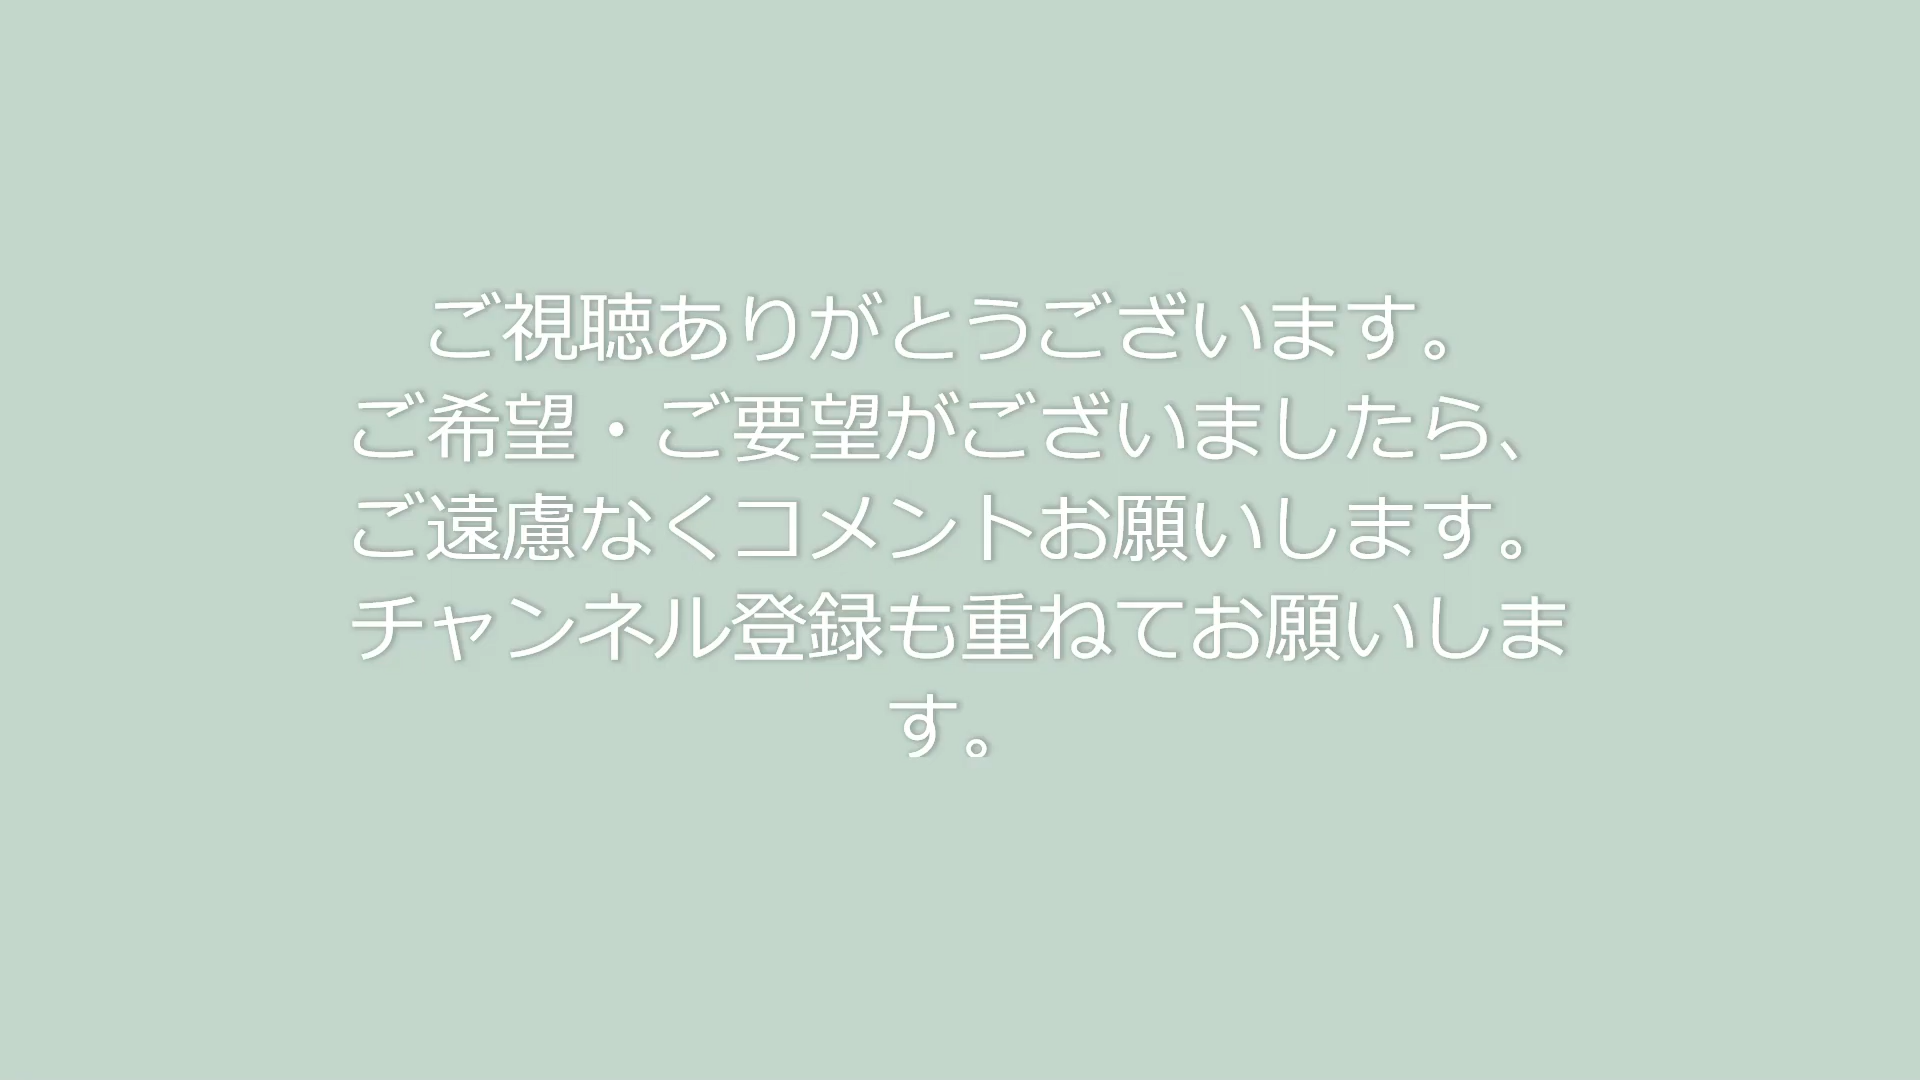 ご視聴ありがとうございます。
ご希望・ご要望がございましたら、
ご遠慮なくコメントお願いします。
チャンネル登録も重ねてお願いしま
す。